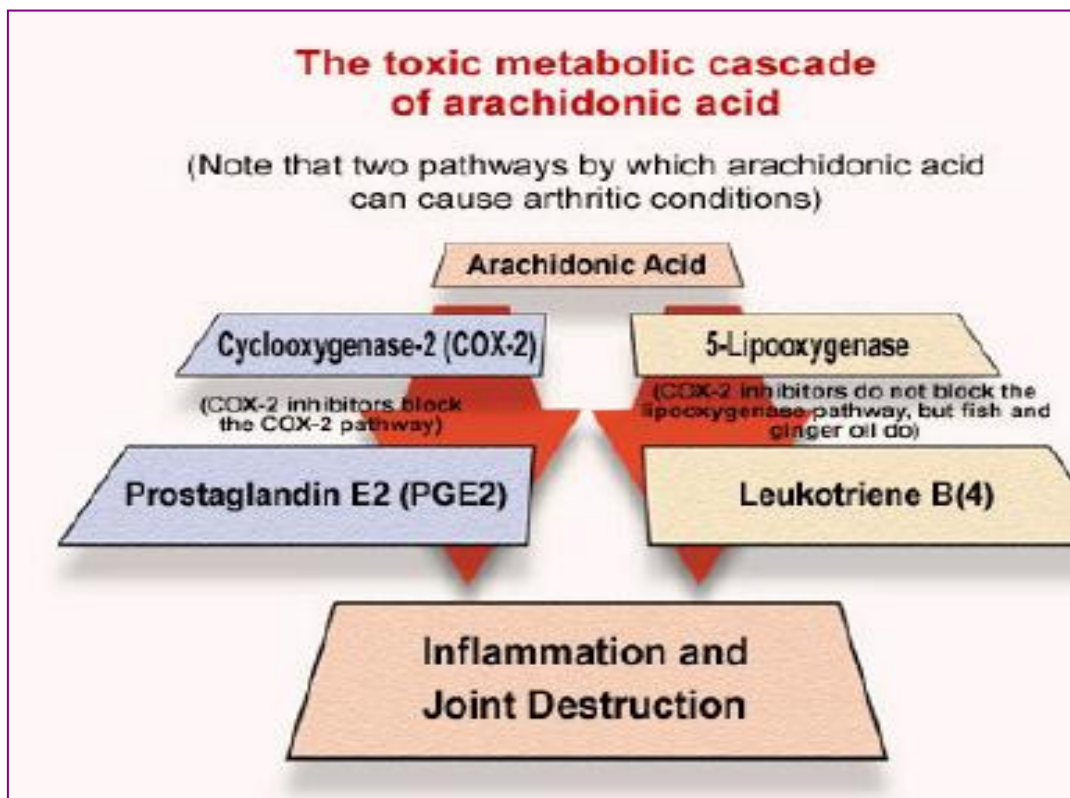 The toxic metabolic cascade
of arachidonic acid
(Note that two pathways by which arachidonic acid
can cause arthritic conditions)
Arachidonic Acid
Cyclooxygenase-2 (COX-2)
(COX-2 inhibitors block
the COX-2 pathway)
Prostaglandin E2 (PGE2)
5-Lipooxygenase
(COX-2 inhibitors do not block the
lipooxygenase pathway, but fish and
ginger oil do)
Leukotriene B(4)
Inflammation and
Joint Destruction